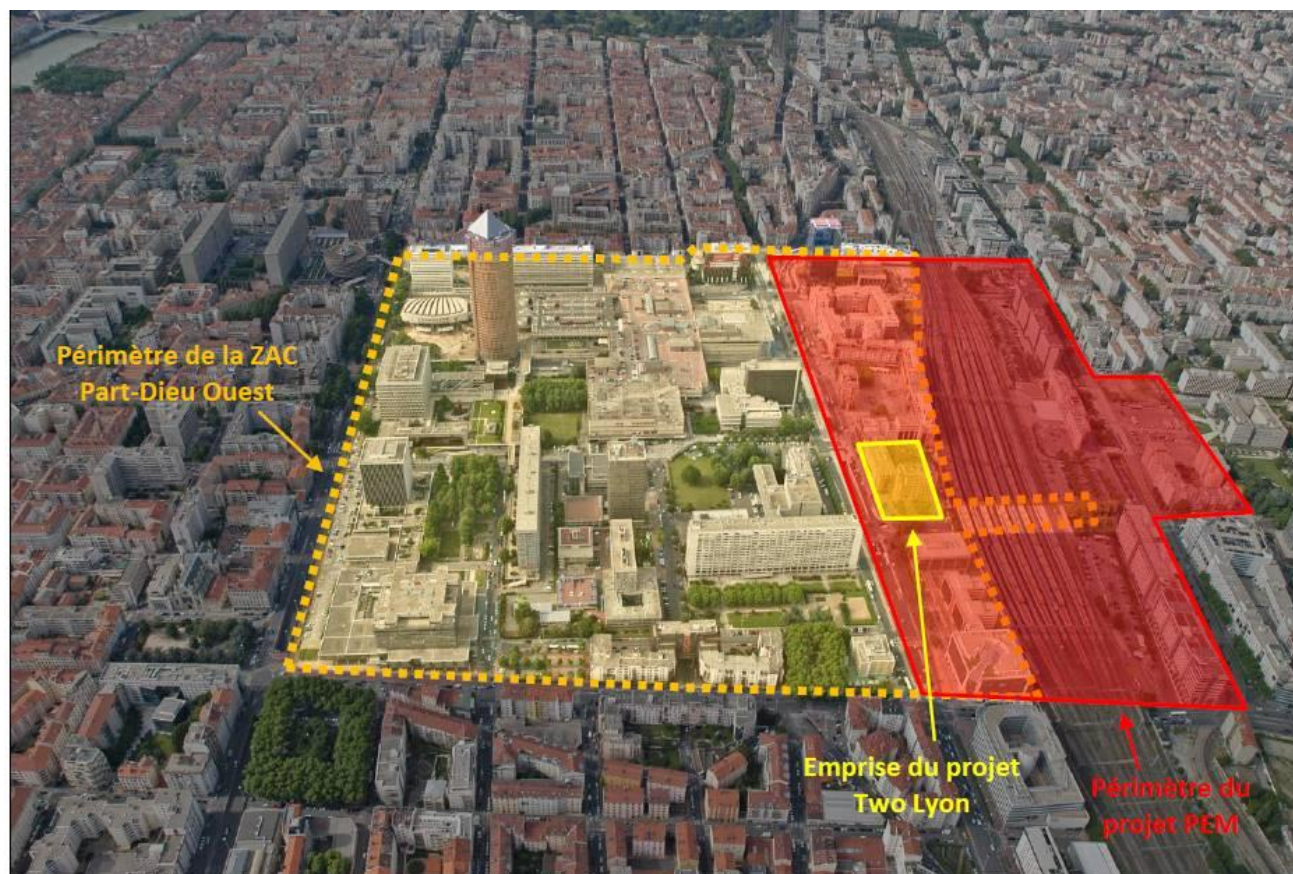 Périmètre de la ZAC
Part-Dieu Ouest
Emprise du projet
Two Lyon
Périmètre du
projet PEM